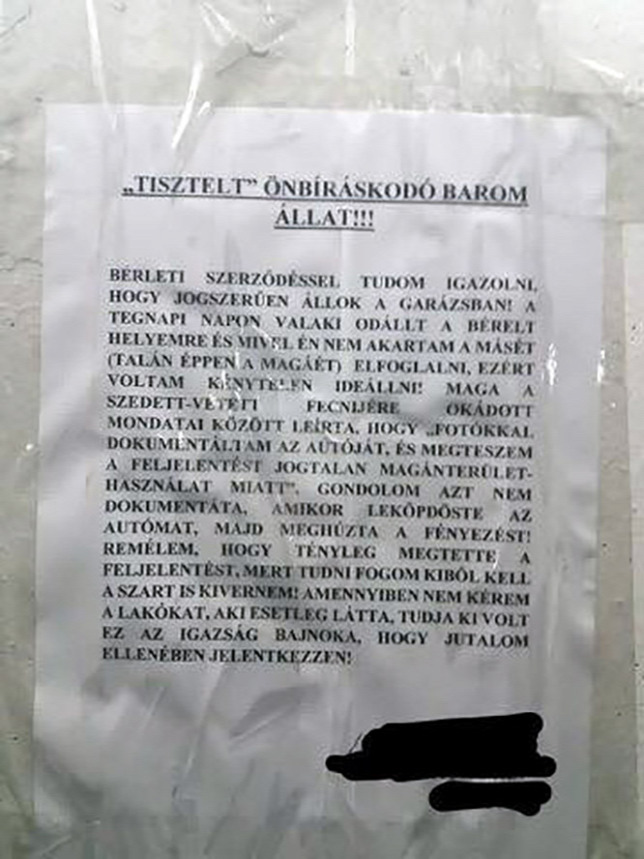 „TISZTELT” ÖNBÍRÁSKODÓ BAROM
ÁLLAT!!!
BÉRLETI SZERZŐDÉSSEL TUDOM IGAZOLNI,
HOGY JOGSZERŰEN ÁLLOK A GARÁZSBAN! A
TEGNAPI NAPON VALAKI ODÁLLT A BÉRELT
HELYEMRE ÉS MIVEL ÉN NEM AKARTAM A MÁSÉT
(TALÁN ÉPPEN A MAGÁÉT) ELFOGLALNI, EZÉRT
VOLTAM KÉNYTELEN IDEÁLLNI! MAGA A
SZEDETT-VETETT FECNIJÉRE OKÁDOTT
MONDATAI KÖZÖTT LEÍRTA, HOGY „FOTÓKKAL
DOKUMENTÁLTAM AZ AUTÓJÁT, ÉS MEGTESZEM
A FELJELENTÉST JOGTALAN MAGÁNTERÜLET-
HASZNÁLAT MIATT”. GONDOLOM AZT NEM
DOKUMENTÁTA, AMIKOR LEKÖPDÖSTE AZ
AUTÓMAT, MAJD MEGHÚZTA A FÉNYEZÉST!
REMÉLEM, HOGY TÉNYLEG MEGTETTE A
FELJELENTÉST, MERT TUDNI FOGOM KIBŐL KELL
A SZART IS KIVERNEM! AMENNYIBEN NEM KÉREM
A LAKÓKAT, AKI ESETLEG LÁTTA, TUDJA KI VOLT
EZ AZ IGAZSÁG BAJNOKA, HOGY JUTALOM
ELLENÉBEN JELENTKEZZEN!